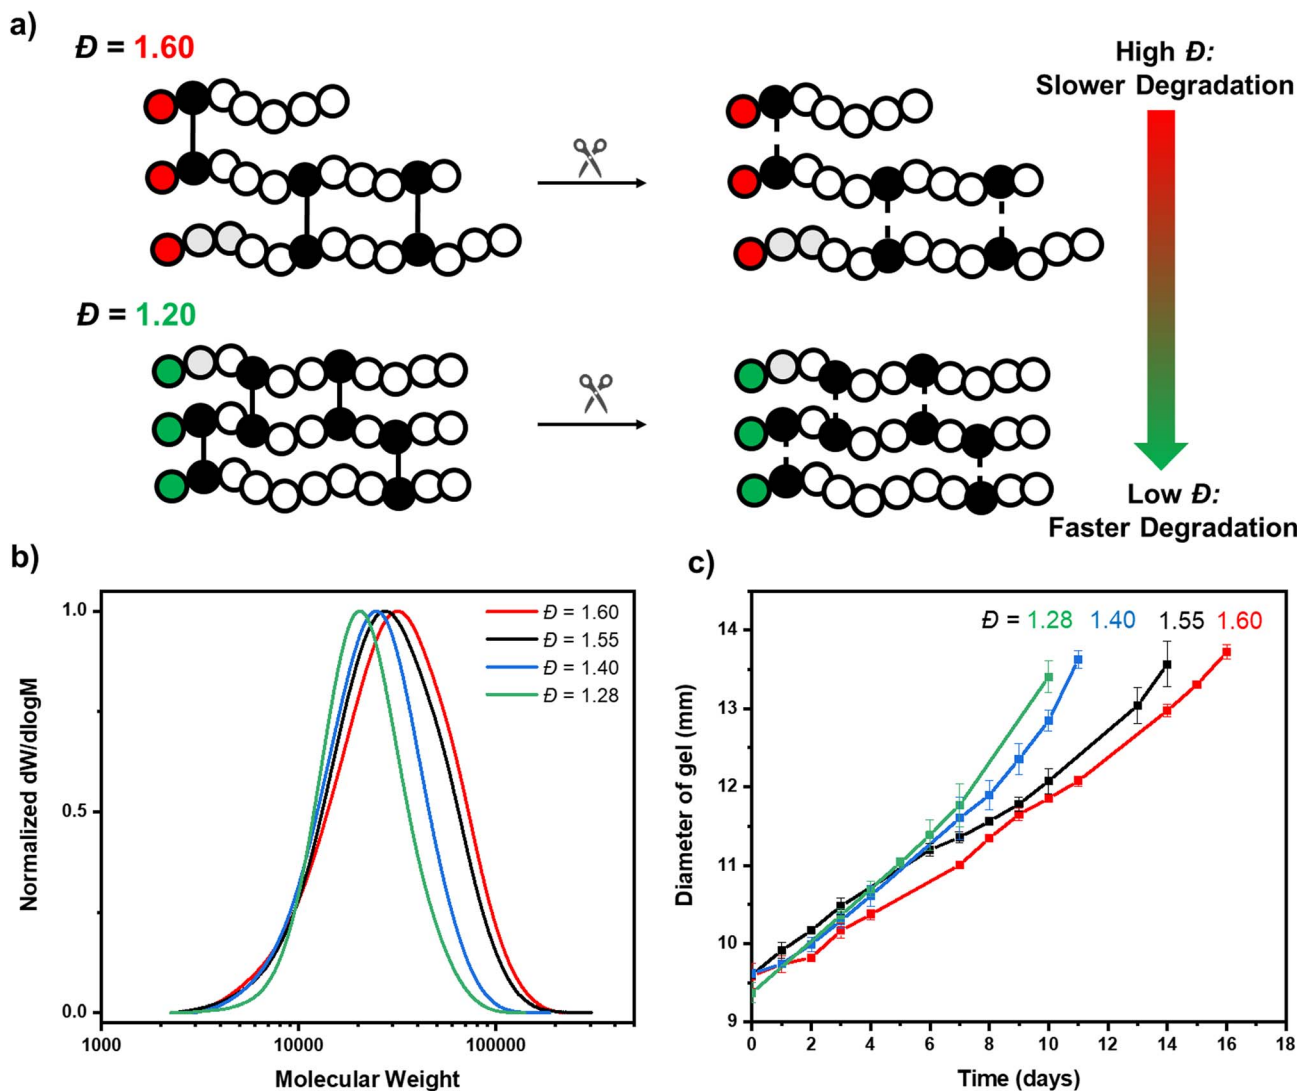 a)
Đ = 1.60
High Đ:
Slower Degradation
Đ = 1.20
Low Đ:
Faster Degradation
b)
1.0
0.5
0.0
Normalized dW/dlogM
Đ = 1.60
Đ = 1.55
Đ = 1.40
Đ = 1.28
1000
10000
100000
Molecular Weight
c)
Đ = 1.28 1.40 1.55 1.60
14
13
12
11
10
9
Diameter of gel (mm)
0 2 4 6 8 10 12 14 16 18
Time (days)